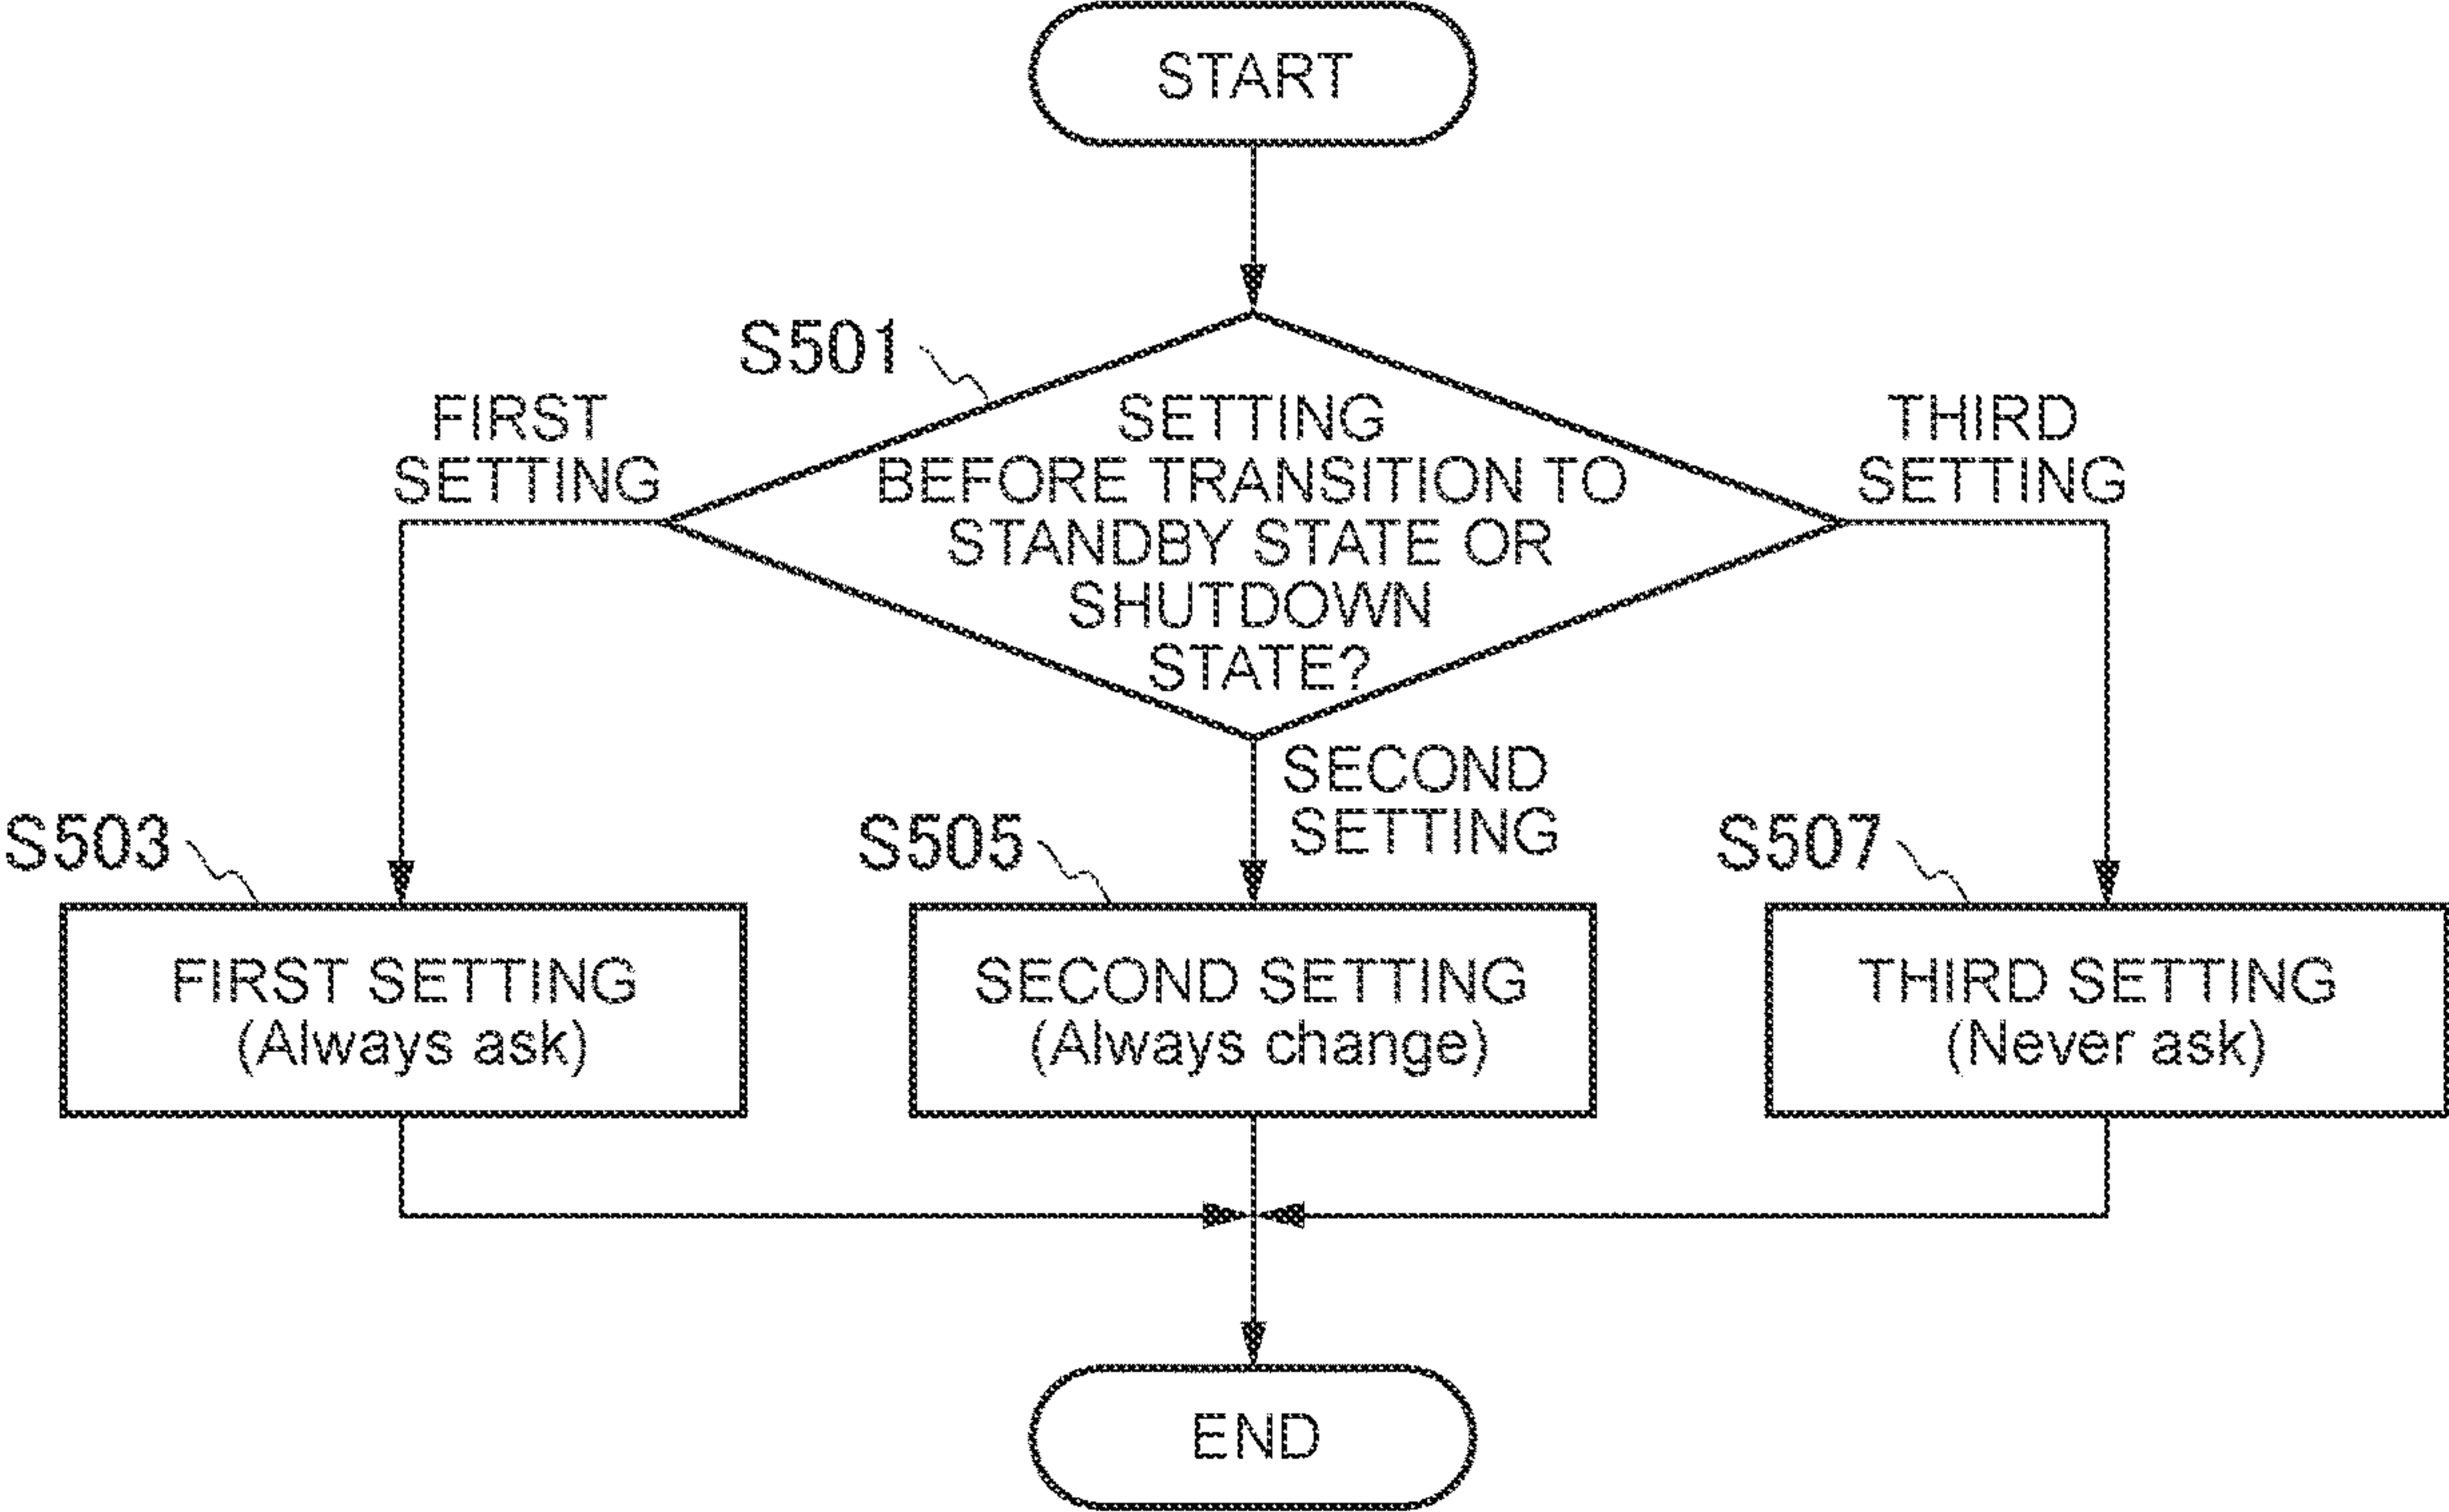 START
S501
FIRST
SETTING
SETTING
BEFORE TRANSITION TO
STANDBY STATE OR
SHUTDOWN
STATE?
THIRD
SETTING
SECOND
SETTING
S503
S505
S507
FIRST SETTING
(Always ask)
SECOND SETTING
(Always change)
THIRD SETTING
(Never ask)
END